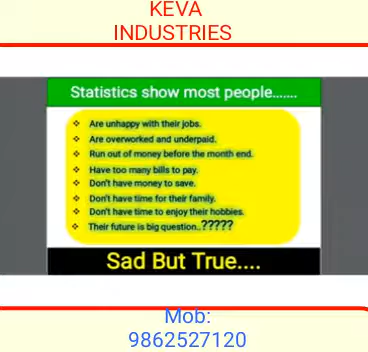 KEVA
INDUSTRIES
Statistics show most people.......
❖ Are unhappy with their jobs.
❖ Are overworked and underpaid.
❖ Run out of money before the month end.
❖ Have too many bills to pay.
❖ Don't have money to save.
❖ Don't have time for their family.
❖ Don't have time to enjoy their hobbies.
❖ Their future is big question..?????
Sad But True....
Mob:
9862527120